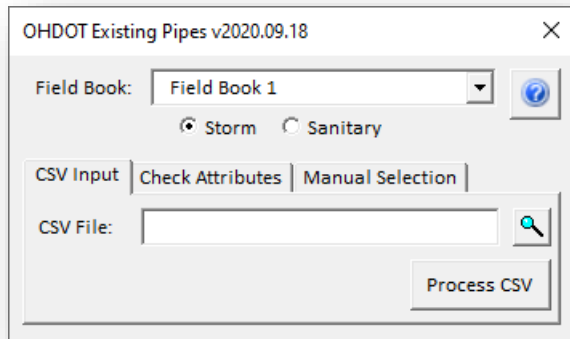 OHDOT Existing Pipes v2020.09.18
Field Book: Field Book 1
Storm Sanitary
CSV Input Check Attributes Manual Selection
CSV File:
Process CSV